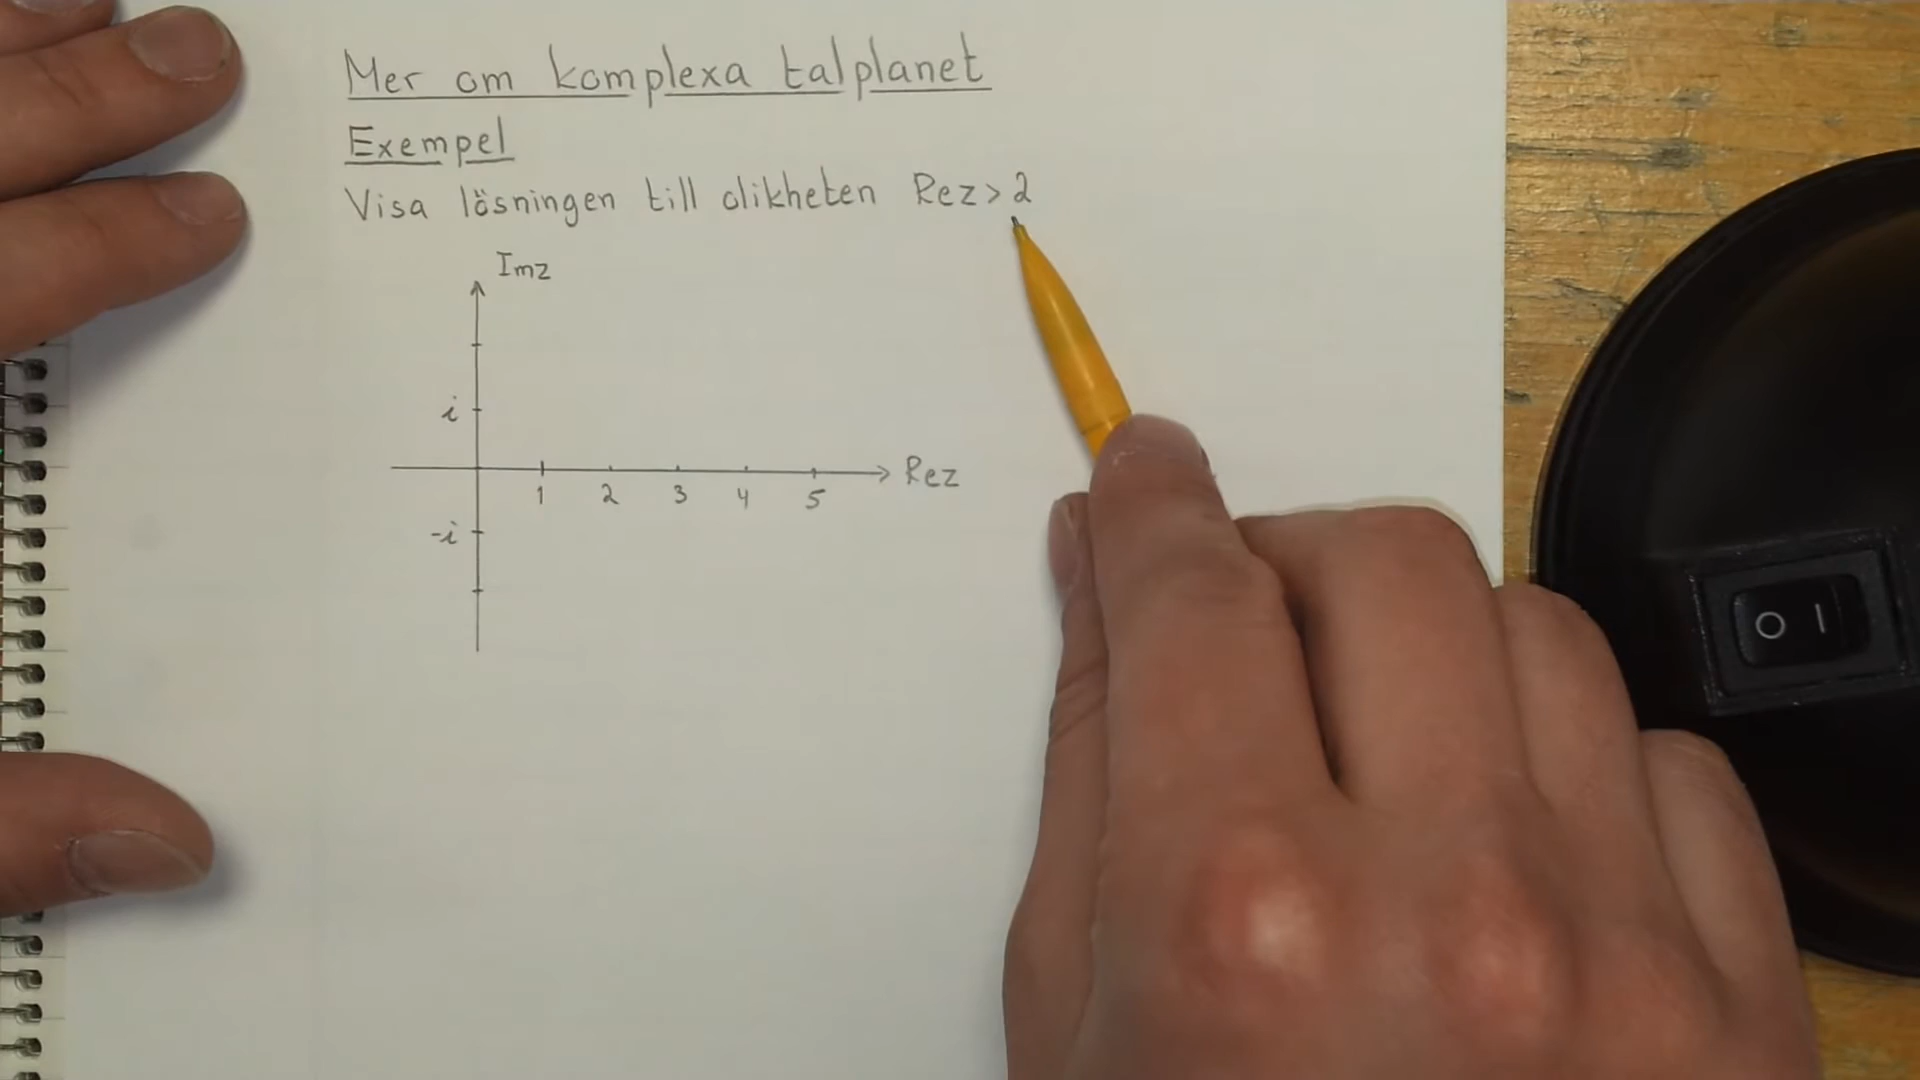 Mer om komplexa talplanet
Exempel
Visa lösningen till olikheten Rez > 2
Imz
i
Rez
1 2 3 4 5
-i
O I